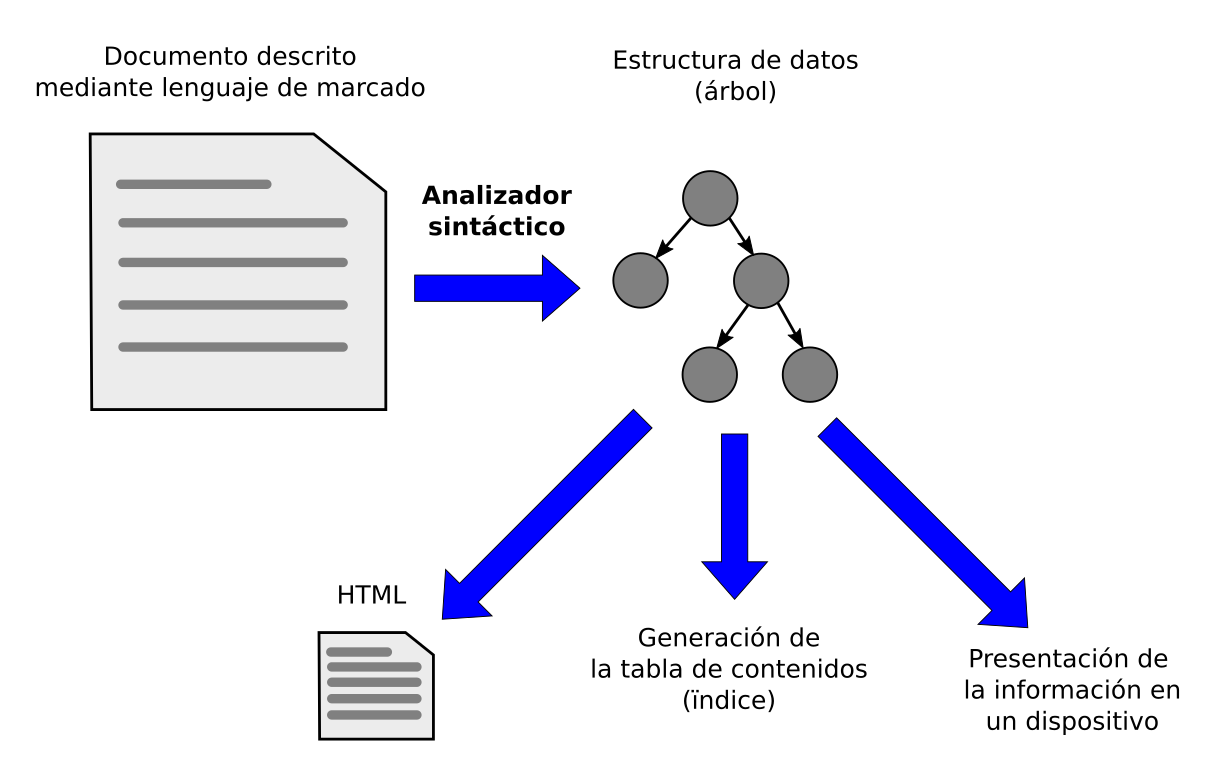 Documento descrito
mediante lenguaje de marcado
Estructura de datos
(árbol)
Analizador
sintáctico
HTML
Generación de
la tabla de contenidos
(ïndice)
Presentación de
la información en
un dispositivo